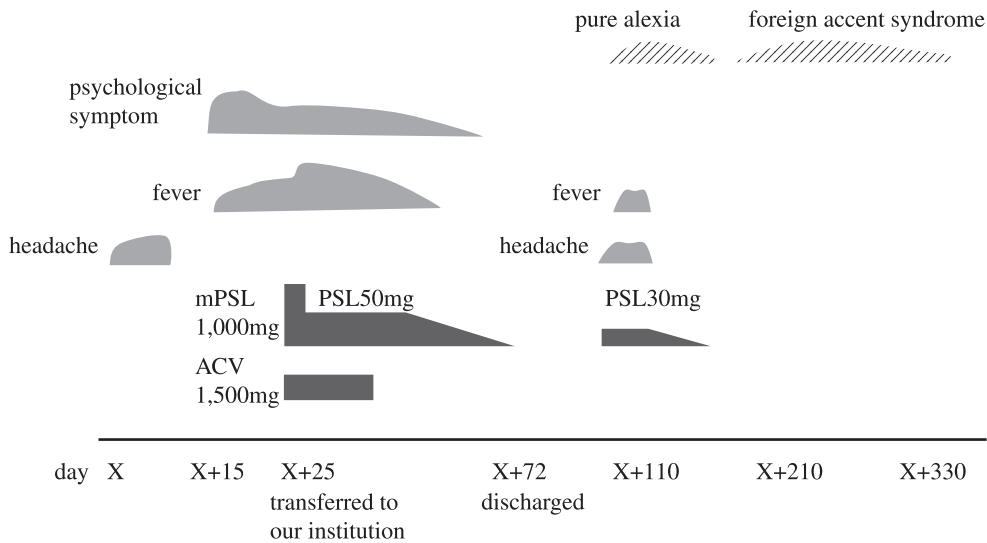 pure alexia
foreign accent syndrome
psychological
symptom
fever
fever
headache
headache
mPSL
1,000mg
PSL50mg
PSL30mg
ACV
1,500mg
day X X+15 X+25 X+72 X+110 X+210 X+330
transferred to
our institution
discharged